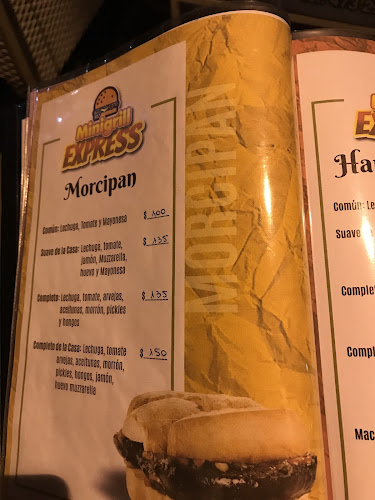 Minigrill
EXPRESS
Morcipan
Común: Lechuga, Tomate y Mayonesa $ 100
Suave de la Casa: Lechuga, tomate, $ 135
jamón, Muzzarella,
huevo y Mayonesa
Completo: Lechuga, tomate, arvejas, $ 135
aceitunas, morrón, pickles
y hongos
Completo de la Casa: Lechuga, tomate $ 150
arvejas, aceitunas, morrón,
pickles, hongos, jamón,
huevo muzzarella
MORCIPAN
EX
Ha
Común: Le
Suave de
Complet
Compl
Mac